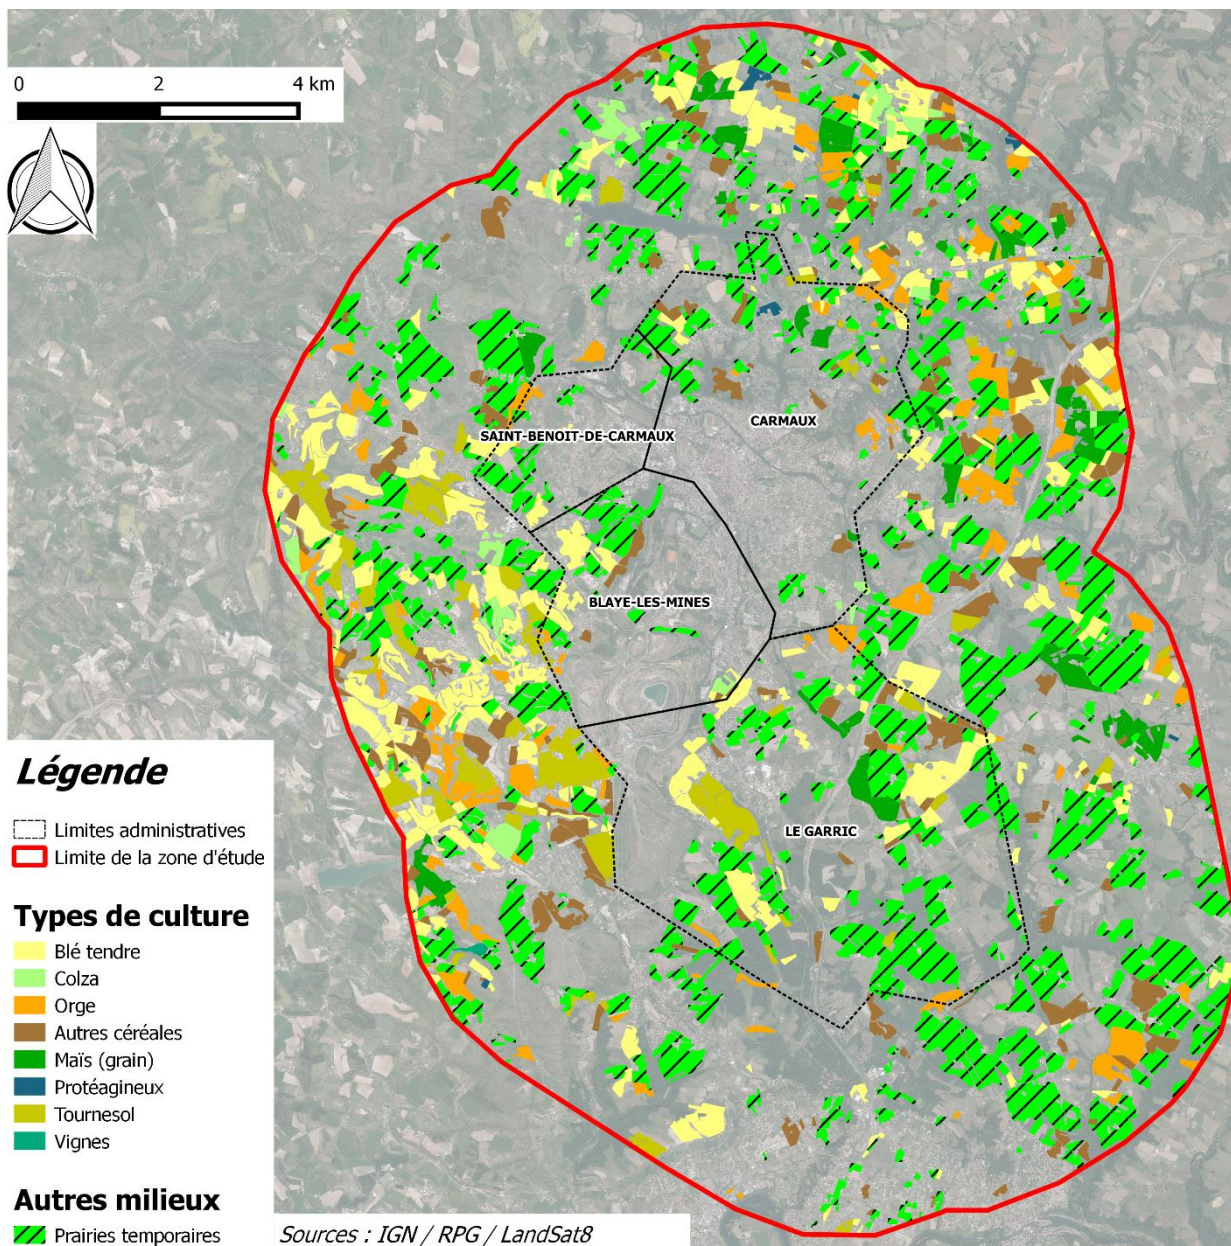 0 2 4 km
SAINT-BENOIT-DE-CARMAUX
CARMAUX
BLAYE-LES-MINES
LE GARRIC
Légende
Limites administratives
Limite de la zone d'étude
Types de culture
Blé tendre
Colza
Orge
Autres céréales
Maïs (grain)
Protéagineux
Tournesol
Vignes
Autres milieux
Prairies temporaires
Sources : IGN / RPG / LandSat8